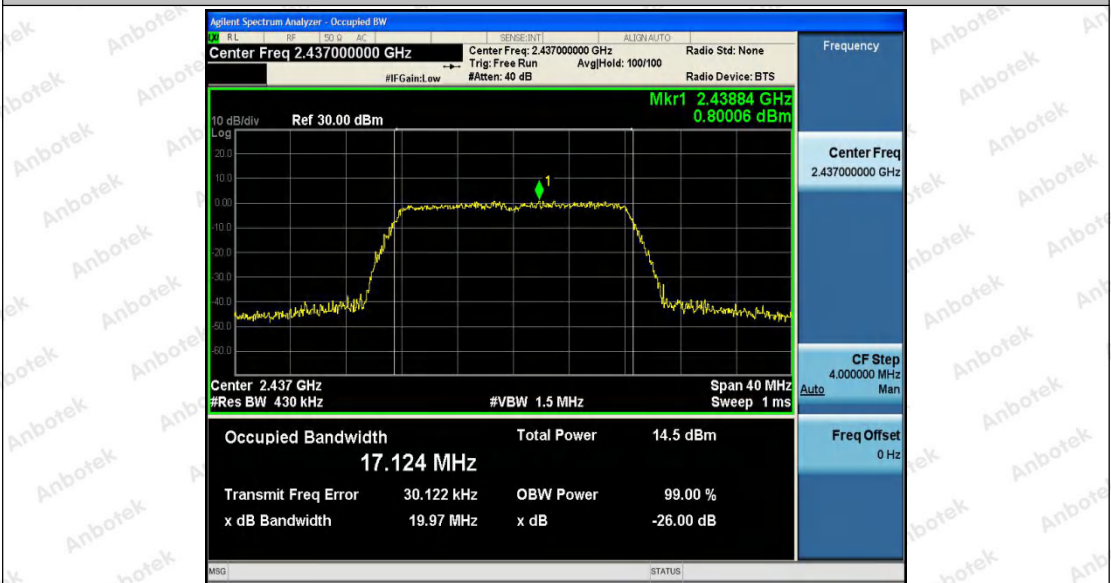 Agilent Spectrum Analyzer - Occupied BW
RL RF 50 Ω AC SENSE:INT ALIGN AUTO
Center Freq 2.437000000 GHz
Center Freq: 2.437000000 GHz Radio Std: None
Trig: Free Run Avg|Hold: 100/100
#IFGain:Low #Atten: 40 dB Radio Device: BTS
Mkr1 2.43884 GHz
0.80006 dBm
10 dB/div Ref 30.00 dBm
Log
20.0
10.0
0.00
-10.0
-20.0
-30.0
-40.0
-50.0
-60.0
1
Center 2.437 GHz Span 40 MHz
#Res BW 430 kHz #VBW 1.5 MHz Sweep 1 ms
Occupied Bandwidth Total Power 14.5 dBm
17.124 MHz
Transmit Freq Error 30.122 kHz OBW Power 99.00 %
x dB Bandwidth 19.97 MHz x dB -26.00 dB
MSG STATUS
Frequency
Center Freq
2.437000000 GHz
CF Step
4.000000 MHz
Auto Man
Freq Offset
0 Hz
Anbotek